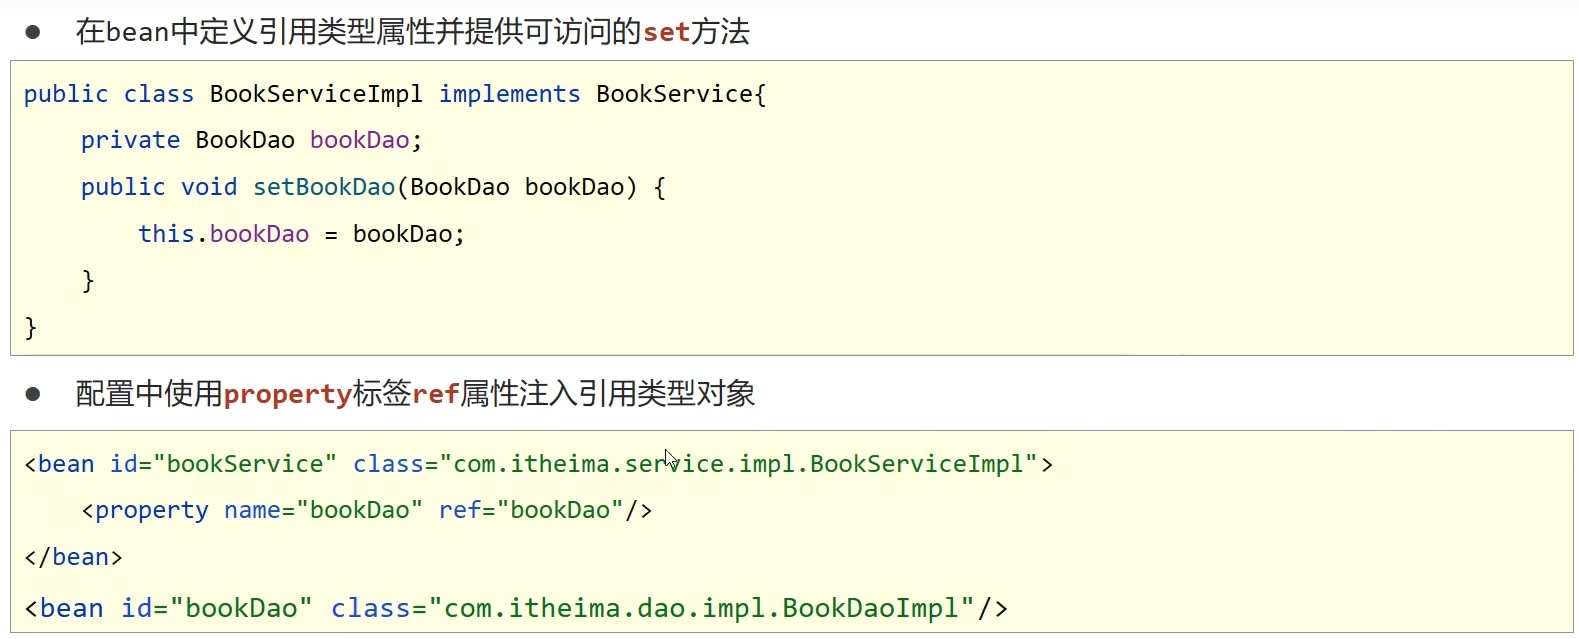 ● 在bean中定义引用类型属性并提供可访问的set方法
public class BookServiceImpl implements BookService{
    private BookDao bookDao;
    public void setBookDao(BookDao bookDao) {
        this.bookDao = bookDao;
    }
}
● 配置中使用property标签ref属性注入引用类型对象
<bean id="bookService" class="com.itheima.service.impl.BookServiceImpl">
    <property name="bookDao" ref="bookDao"/>
</bean>
<bean id="bookDao" class="com.itheima.dao.impl.BookDaoImpl"/>